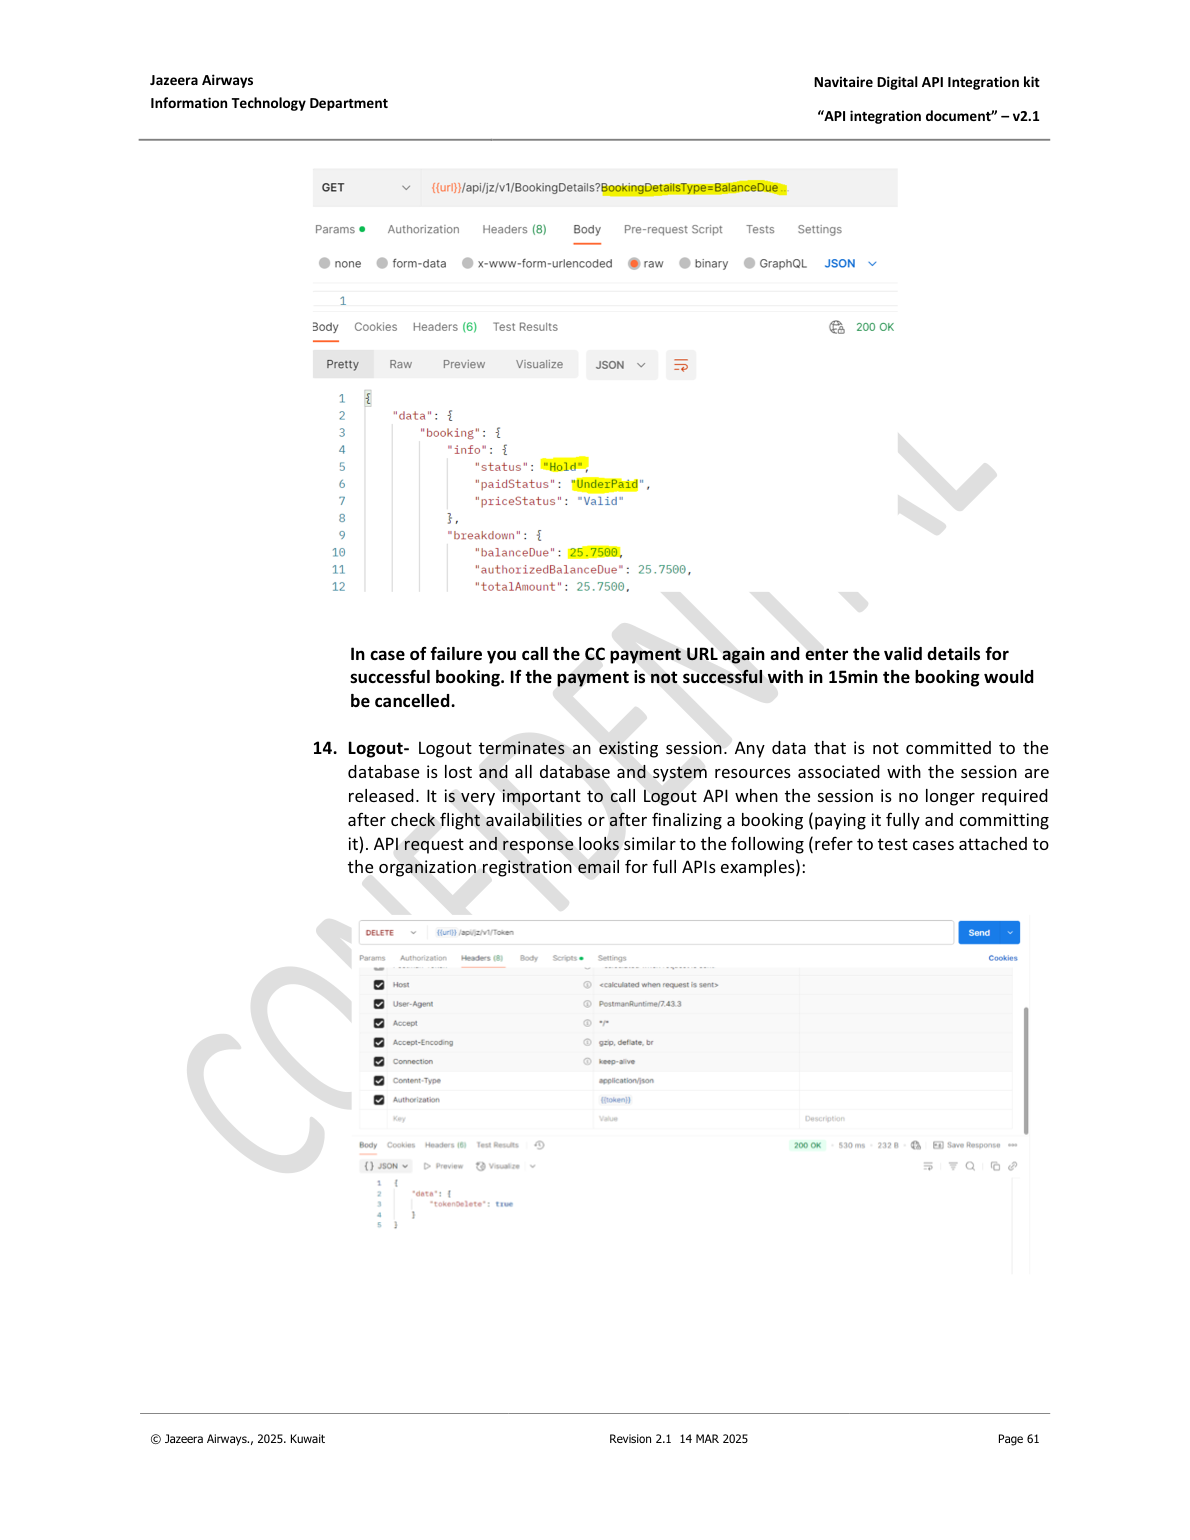 Jazeera Airways
Information Technology Department
Navitaire Digital API Integration kit
“API integration document” – v2.1
GET {{url}}/api/jz/v1/BookingDetails?BookingDetailsType=BalanceDue...
Params Authorization Headers (8) Body Pre-request Script Tests Settings
none form-data x-www-form-urlencoded raw binary GraphQL JSON
1
Body Cookies Headers (6) Test Results 200 OK
Pretty Raw Preview Visualize JSON
1 {
2 "data": {
3 "booking": {
4 "info": {
5 "status": "Hold",
6 "paidStatus": "UnderPaid",
7 "priceStatus": "Valid"
8 },
9 "breakdown": {
10 "balanceDue": 25.7500,
11 "authorizedBalanceDue": 25.7500,
12 "totalAmount": 25.7500,
In case of failure you call the CC payment URL again and enter the valid details for
successful booking. If the payment is not successful with in 15min the booking would
be cancelled.
14. Logout- Logout terminates an existing session. Any data that is not committed to the
database is lost and all database and system resources associated with the session are
released. It is very important to call Logout API when the session is no longer required
after check flight availabilities or after finalizing a booking (paying it fully and committing
it). API request and response looks similar to the following (refer to test cases attached to
the organization registration email for full APIs examples):
DELETE {{url}} /api/jz/v1/Token Send
Params Authorization Headers (8) Body Scripts Settings Cookies
Host <calculated when request is sent>
User-Agent PostmanRuntime/7.43.3
Accept */*
Accept-Encoding gzip, deflate, br
Connection keep-alive
Content-Type application/json
Authorization {{token}}
Key Value Description
Body Cookies Headers (6) Test Results 200 OK 530 ms 232 B Save Response
{} JSON Preview Visualize
1 {
2 "data": {
3 "tokenDelete": true
4 }
5 }
CONFIDENTIAL
© Jazeera Airways., 2025. Kuwait
Revision 2.1 14 MAR 2025
Page 61